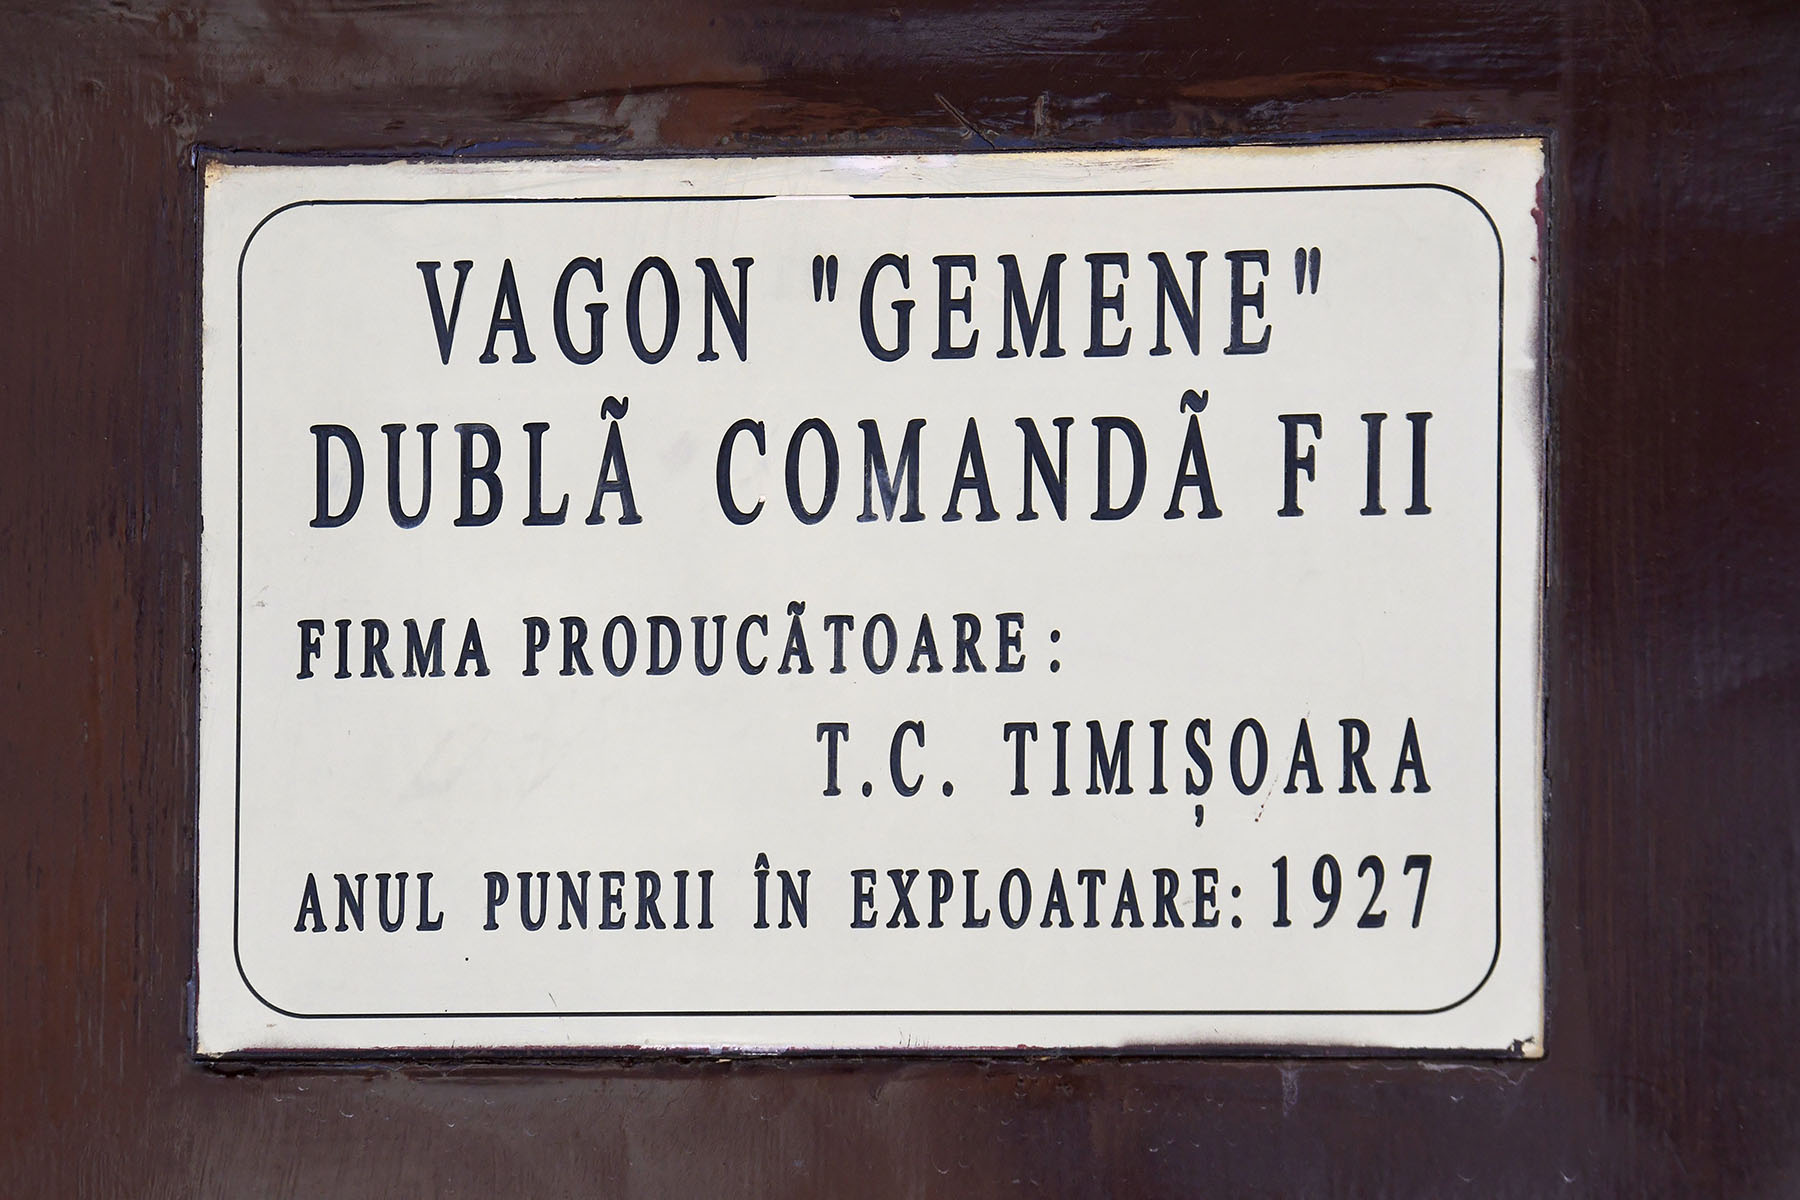 VAGON "GEMENE"
DUBLÃ COMANDÃ F II
FIRMA PRODUCÃTOARE :
T.C. TIMIȘOARA
ANUL PUNERII ÎN EXPLOATARE: 1927